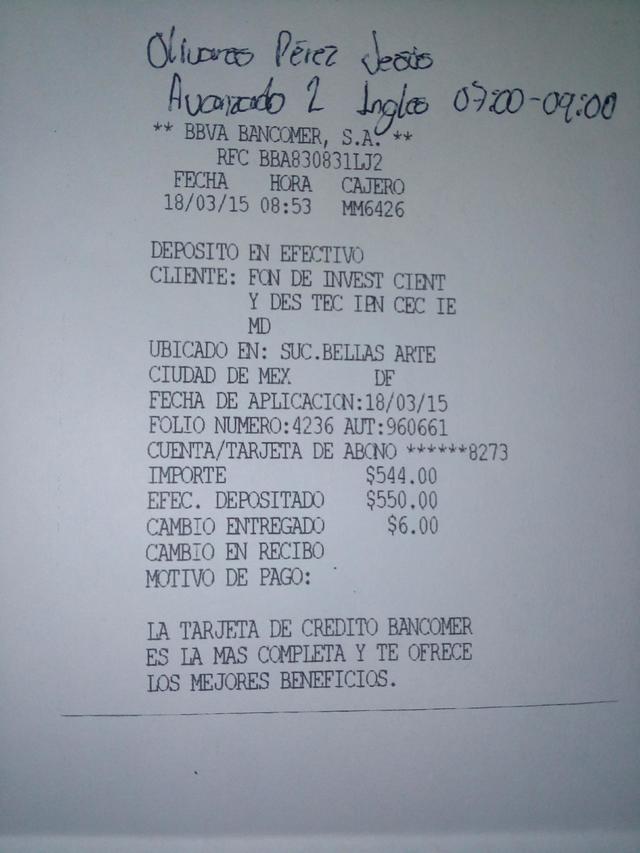 Olivares Pérez Jesús
Avanzado 2 Ingles 07:00-09:00
** BBVA BANCOMER, S.A. **
RFC BBA830831LJ2
FECHA HORA CAJERO
18/03/15 08:53 MM6426
DEPOSITO EN EFECTIVO
CLIENTE: FON DE INVEST CIENT
Y DES TEC IPN CEC IE
MD
UBICADO EN: SUC.BELLAS ARTE
CIUDAD DE MEX DF
FECHA DE APLICACION:18/03/15
FOLIO NUMERO:4236 AUT:960661
CUENTA/TARJETA DE ABONO ******8273
IMPORTE $544.00
EFEC. DEPOSITADO $550.00
CAMBIO ENTREGADO $6.00
CAMBIO EN RECIBO
MOTIVO DE PAGO:
LA TARJETA DE CREDITO BANCOMER
ES LA MAS COMPLETA Y TE OFRECE
LOS MEJORES BENEFICIOS.